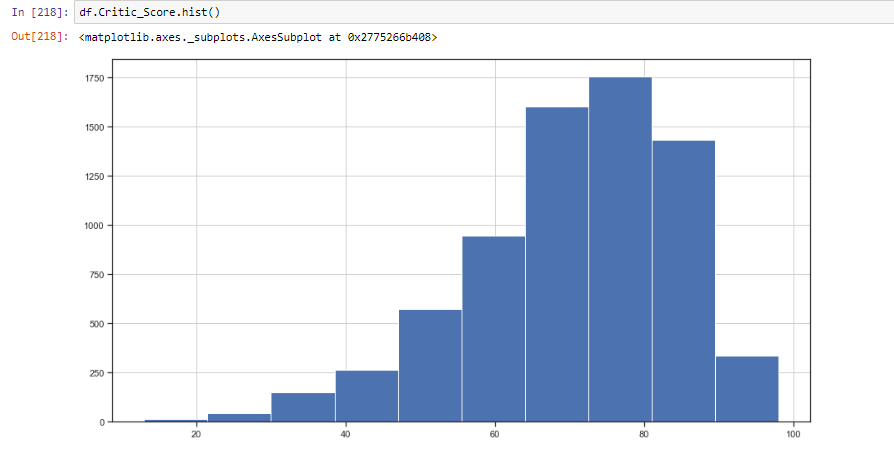 In [218]: df.Critic_Score.hist()
Out[218]: <matplotlib.axes._subplots.AxesSubplot at 0x2775266b408>
1750
1500
1250
1000
750
500
250
0
20 40 60 80 100